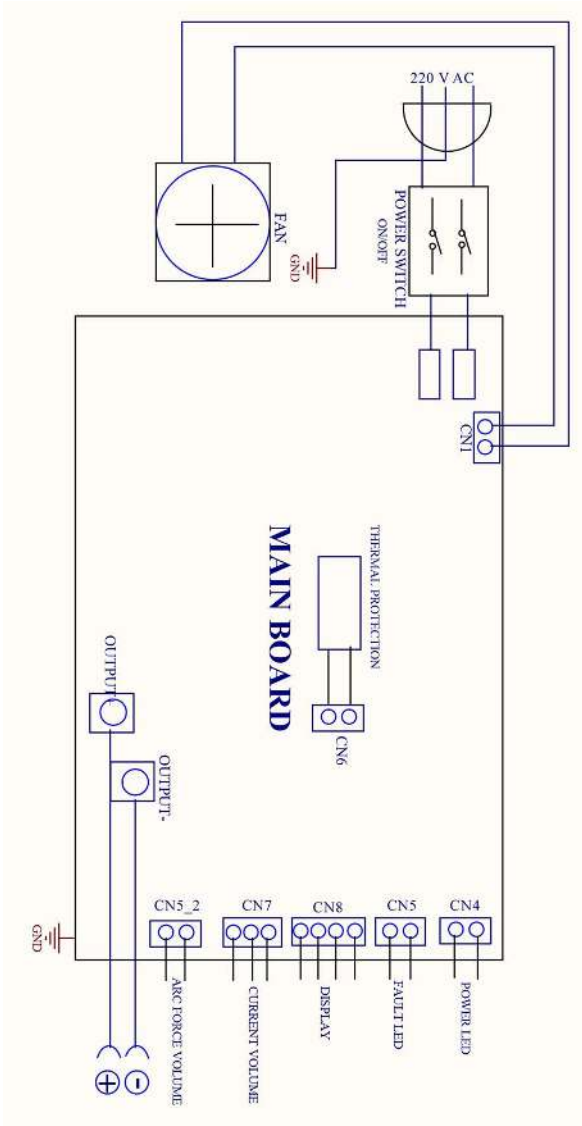 220 V AC
POWER SWITCH
ON/OFF
FAN
GND
CN1
THERMAL PROTECTION
MAIN BOARD
CN6
OUTPUT+
OUTPUT-
CN5_2
CN7
CN8
CN5
CN4
GND
ARC FORCE VOLUME
CURRENT VOLUME
DISPLAY
FAULT LED
POWER LED
+
-